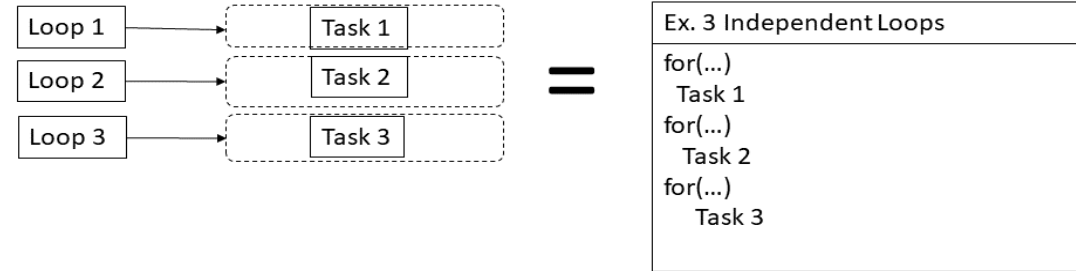 Loop 1
Task 1
Loop 2
Task 2
Loop 3
Task 3
=
Ex. 3 Independent Loops
for(...)
Task 1
for(...)
Task 2
for(...)
Task 3